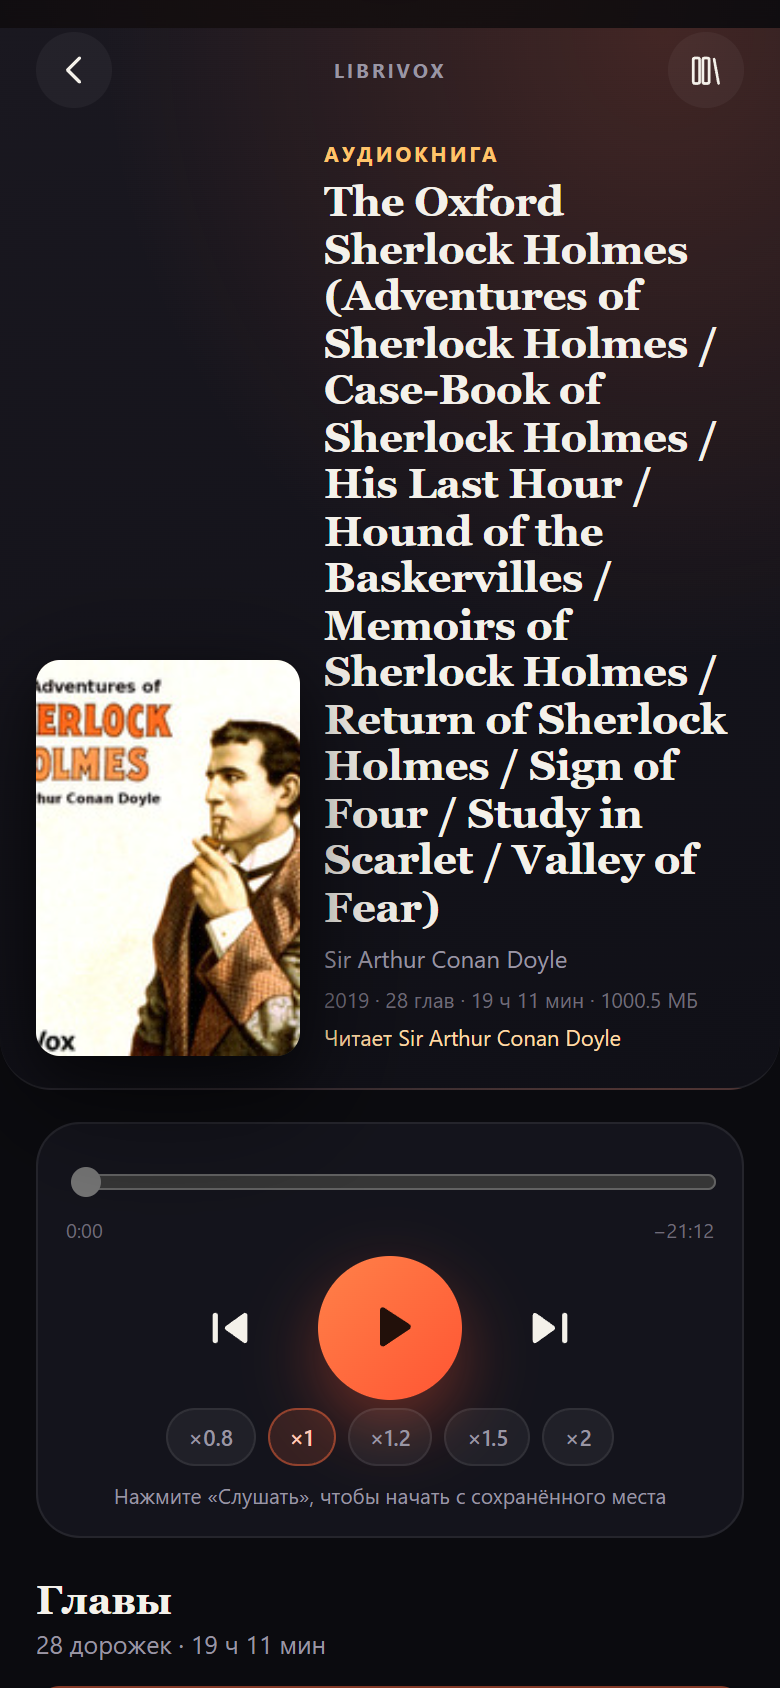 LIBRIVOX
АУДИОКНИГА
The Oxford
Sherlock Holmes
(Adventures of
Sherlock Holmes /
Case-Book of
Sherlock Holmes /
His Last Hour /
Hound of the
Baskervilles /
Memoirs of
Sherlock Holmes /
Return of Sherlock
Holmes / Sign of
Four / Study in
Scarlet / Valley of
Fear)
Sir Arthur Conan Doyle
2019 · 28 глав · 19 ч 11 мин · 1000.5 МБ
Читает Sir Arthur Conan Doyle
dventures of
ERLOCK
OLMES
hur Conan Doyle
Vox
0:00
−21:12
×0.8
×1
×1.2
×1.5
×2
Нажмите «Слушать», чтобы начать с сохранённого места
Главы
28 дорожек · 19 ч 11 мин